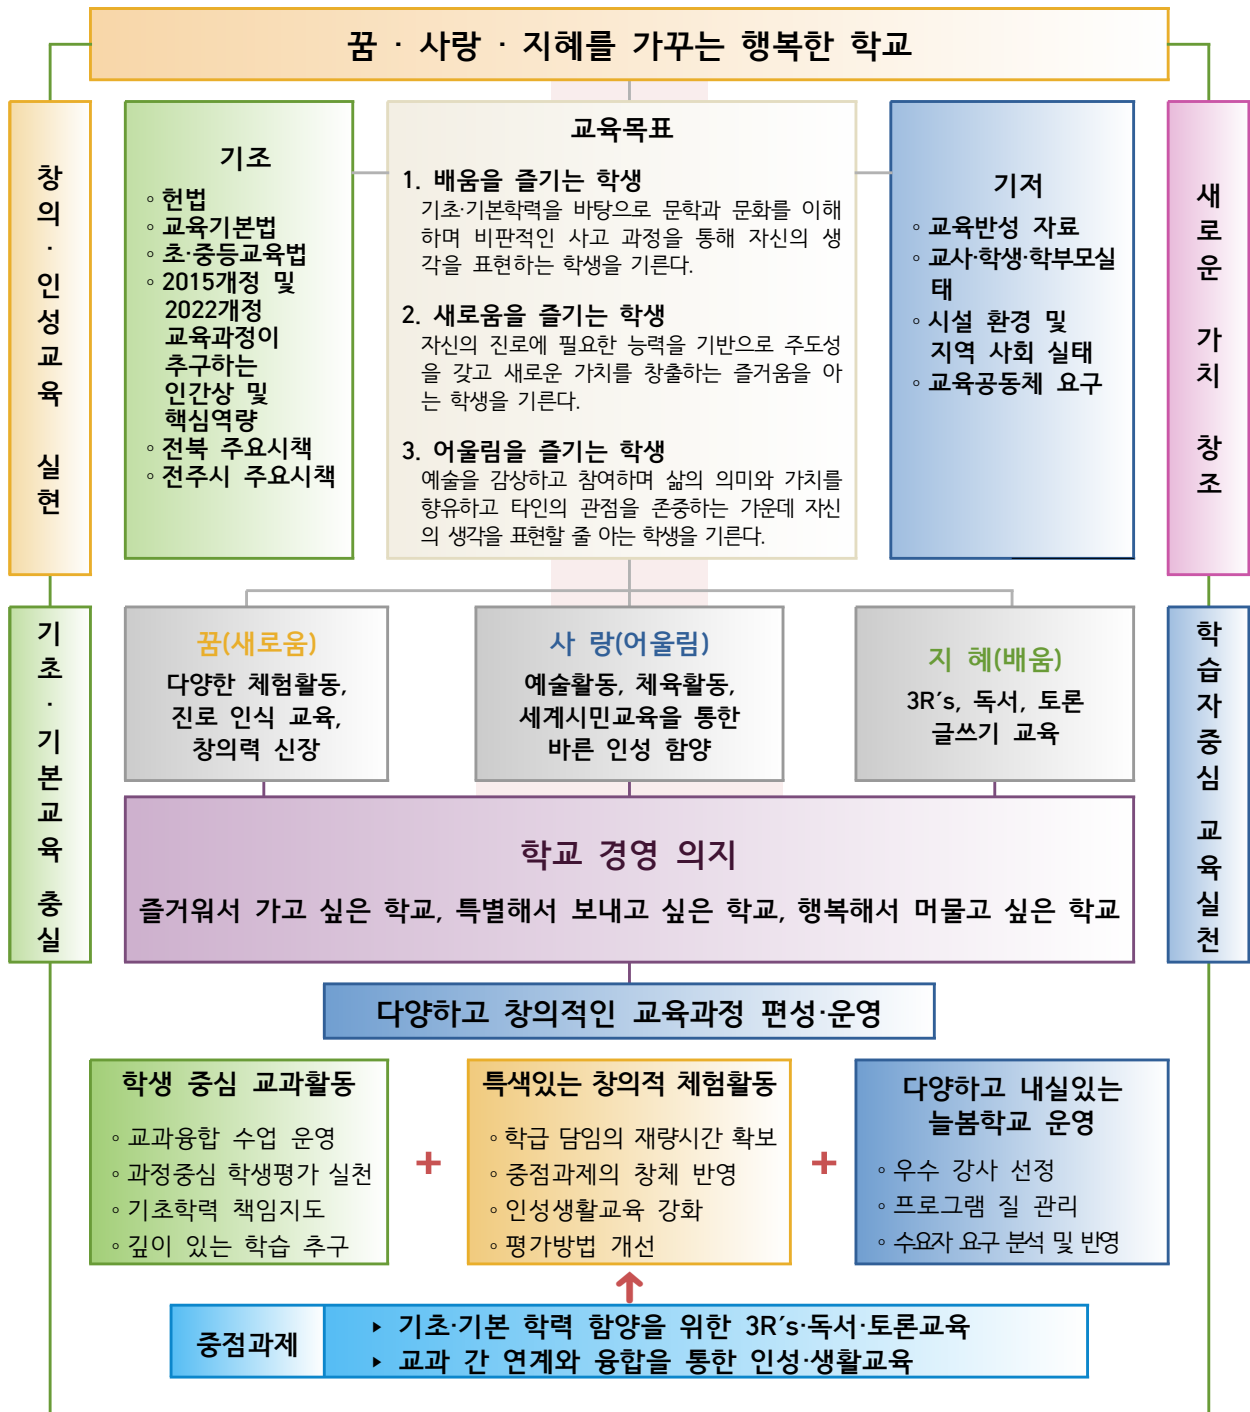 꿈 · 사랑 · 지혜를 가꾸는 행복한 학교
창의·인성교육 실현
기조
◦ 헌법
◦ 교육기본법
◦ 초·중등교육법
◦ 2015개정 및
2022개정
교육과정이
추구하는
인간상 및
핵심역량
◦ 전북 주요시책
◦ 전주시 주요시책
교육목표
1. 배움을 즐기는 학생
기초·기본학력을 바탕으로 문학과 문화를 이해
하며 비판적인 사고 과정을 통해 자신의 생
각을 표현하는 학생을 기른다.
2. 새로움을 즐기는 학생
자신의 진로에 필요한 능력을 기반으로 주도성
을 갖고 새로운 가치를 창출하는 즐거움을 아
는 학생을 기른다.
3. 어울림을 즐기는 학생
예술을 감상하고 참여하며 삶의 의미와 가치를
향유하고 타인의 관점을 존중하는 가운데 자신
의 생각을 표현할 줄 아는 학생을 기른다.
기저
◦ 교육반성 자료
◦ 교사·학생·학부모실
태
◦ 시설 환경 및
지역 사회 실태
◦ 교육공동체 요구
새로운 가치 창조
기초·기본교육 충실
꿈(새로움)
다양한 체험활동,
진로 인식 교육,
창의력 신장
사 랑(어울림)
예술활동, 체육활동,
세계시민교육을 통한
바른 인성 함양
지 혜(배움)
3R´s, 독서, 토론
글쓰기 교육
학습자중심 교육실천
학교 경영 의지
즐거워서 가고 싶은 학교, 특별해서 보내고 싶은 학교, 행복해서 머물고 싶은 학교
다양하고 창의적인 교육과정 편성·운영
학생 중심 교과활동
◦ 교과융합 수업 운영
◦ 과정중심 학생평가 실천
◦ 기초학력 책임지도
◦ 깊이 있는 학습 추구
+
특색있는 창의적 체험활동
◦ 학급 담임의 재량시간 확보
◦ 중점과제의 창체 반영
◦ 인성생활교육 강화
◦ 평가방법 개선
+
다양하고 내실있는
늘봄학교 운영
◦ 우수 강사 선정
◦ 프로그램 질 관리
◦ 수요자 요구 분석 및 반영
중점과제
▸ 기초·기본 학력 함양을 위한 3R´s·독서·토론교육
▸ 교과 간 연계와 융합을 통한 인성·생활교육